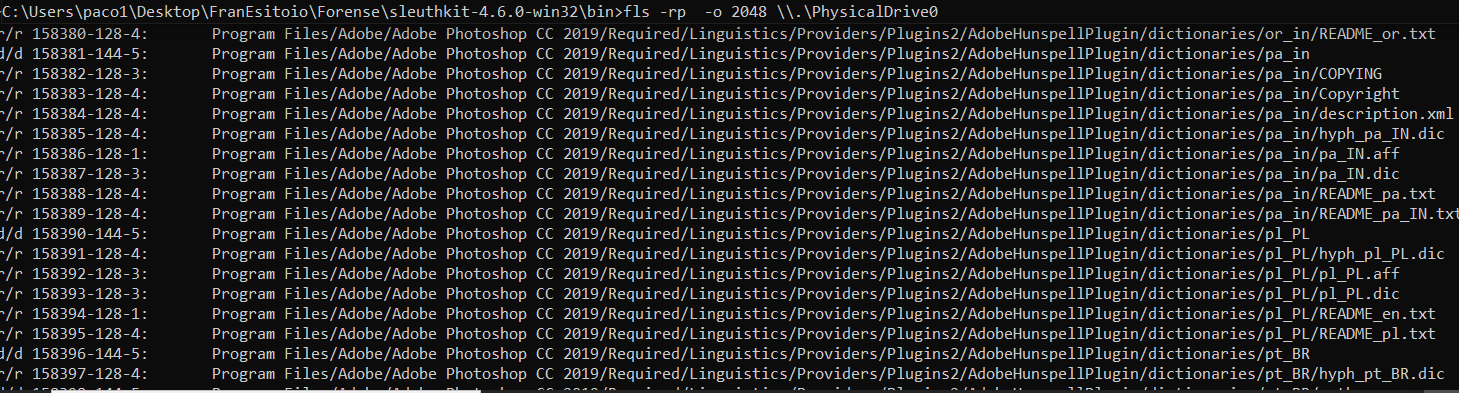 C:\Users\paco1\Desktop\FranEsitoio\Forense\sleuthkit-4.6.0-win32\bin>fls -rp  -o 2048 \\.\PhysicalDrive0
r/r 158380-128-4:       Program Files/Adobe/Adobe Photoshop CC 2019/Required/Linguistics/Providers/Plugins2/AdobeHunspellPlugin/dictionaries/or_in/README_or.txt
d/d 158381-144-5:       Program Files/Adobe/Adobe Photoshop CC 2019/Required/Linguistics/Providers/Plugins2/AdobeHunspellPlugin/dictionaries/pa_in
r/r 158382-128-3:       Program Files/Adobe/Adobe Photoshop CC 2019/Required/Linguistics/Providers/Plugins2/AdobeHunspellPlugin/dictionaries/pa_in/COPYING
r/r 158383-128-4:       Program Files/Adobe/Adobe Photoshop CC 2019/Required/Linguistics/Providers/Plugins2/AdobeHunspellPlugin/dictionaries/pa_in/Copyright
r/r 158384-128-4:       Program Files/Adobe/Adobe Photoshop CC 2019/Required/Linguistics/Providers/Plugins2/AdobeHunspellPlugin/dictionaries/pa_in/description.xml
r/r 158385-128-4:       Program Files/Adobe/Adobe Photoshop CC 2019/Required/Linguistics/Providers/Plugins2/AdobeHunspellPlugin/dictionaries/pa_in/hyph_pa_IN.dic
r/r 158386-128-1:       Program Files/Adobe/Adobe Photoshop CC 2019/Required/Linguistics/Providers/Plugins2/AdobeHunspellPlugin/dictionaries/pa_in/pa_IN.aff
r/r 158387-128-3:       Program Files/Adobe/Adobe Photoshop CC 2019/Required/Linguistics/Providers/Plugins2/AdobeHunspellPlugin/dictionaries/pa_in/pa_IN.dic
r/r 158388-128-4:       Program Files/Adobe/Adobe Photoshop CC 2019/Required/Linguistics/Providers/Plugins2/AdobeHunspellPlugin/dictionaries/pa_in/README_pa.txt
r/r 158389-128-4:       Program Files/Adobe/Adobe Photoshop CC 2019/Required/Linguistics/Providers/Plugins2/AdobeHunspellPlugin/dictionaries/pa_in/README_pa_IN.txt
d/d 158390-144-5:       Program Files/Adobe/Adobe Photoshop CC 2019/Required/Linguistics/Providers/Plugins2/AdobeHunspellPlugin/dictionaries/pl_PL
r/r 158391-128-4:       Program Files/Adobe/Adobe Photoshop CC 2019/Required/Linguistics/Providers/Plugins2/AdobeHunspellPlugin/dictionaries/pl_PL/hyph_pl_PL.dic
r/r 158392-128-3:       Program Files/Adobe/Adobe Photoshop CC 2019/Required/Linguistics/Providers/Plugins2/AdobeHunspellPlugin/dictionaries/pl_PL/pl_PL.aff
r/r 158393-128-3:       Program Files/Adobe/Adobe Photoshop CC 2019/Required/Linguistics/Providers/Plugins2/AdobeHunspellPlugin/dictionaries/pl_PL/pl_PL.dic
r/r 158394-128-1:       Program Files/Adobe/Adobe Photoshop CC 2019/Required/Linguistics/Providers/Plugins2/AdobeHunspellPlugin/dictionaries/pl_PL/README_en.txt
r/r 158395-128-4:       Program Files/Adobe/Adobe Photoshop CC 2019/Required/Linguistics/Providers/Plugins2/AdobeHunspellPlugin/dictionaries/pl_PL/README_pl.txt
d/d 158396-144-5:       Program Files/Adobe/Adobe Photoshop CC 2019/Required/Linguistics/Providers/Plugins2/AdobeHunspellPlugin/dictionaries/pt_BR
r/r 158397-128-4:       Program Files/Adobe/Adobe Photoshop CC 2019/Required/Linguistics/Providers/Plugins2/AdobeHunspellPlugin/dictionaries/pt_BR/hyph_pt_BR.dic